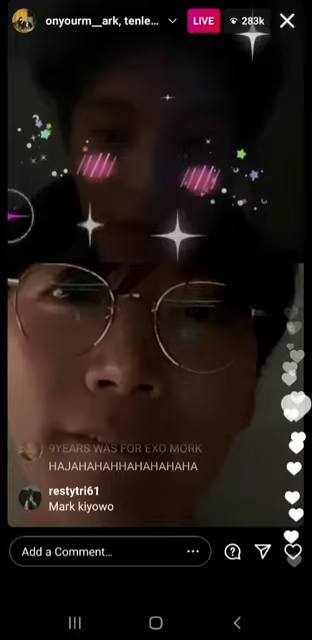 onyourm__ark, tenle...
LIVE
283k
9YEARS WAS FOR EXO MORK
HAJAHAHAHHAHAHAHAHA
restytri61
Mark kiyowo
Add a Comment...